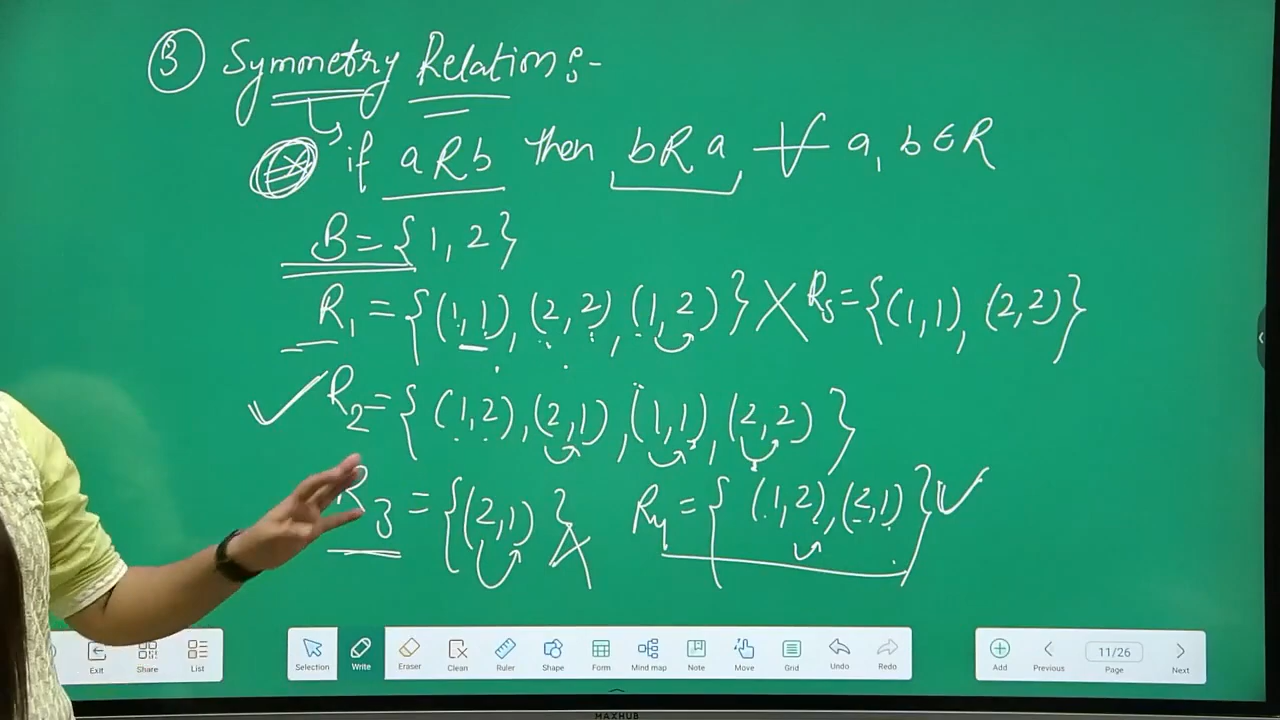 ③ Symmetry Relation:-
if aRb then bRa ∀ a, b ∈ R
B = {1, 2}
R1 = {(1,1), (2,2), (1,2)} X R5 = {(1,1), (2,2)}
✓ R2 = {(1,2), (2,1), (1,1), (2,2)}
R3 = {(2,1)} X R4 = {(1,2), (2,1)} ✓
Exit Share List Selection Write Eraser Clean Ruler Shape Form Mind map Note Move Grid Undo Redo Add Previous 11/26 Page Next
MAXHUB